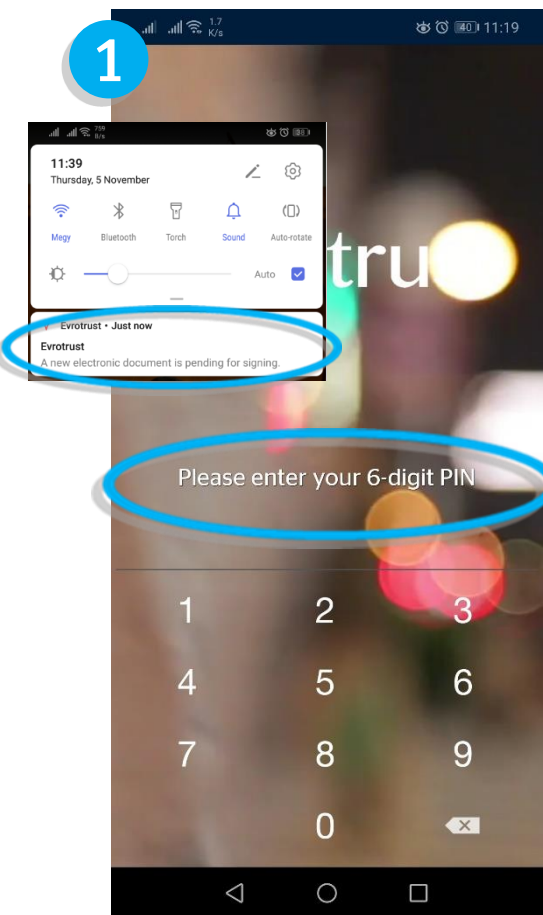 1
1.7
K/s
40
11:19
759
B/s
11:39
Thursday, 5 November
Megy
Bluetooth
Torch
Sound
Auto-rotate
Auto
tru
Evrotrust • Just now
Evrotrust
A new electronic document is pending for signing.
Please enter your 6-digit PIN
1 2 3
4 5 6
7 8 9
0